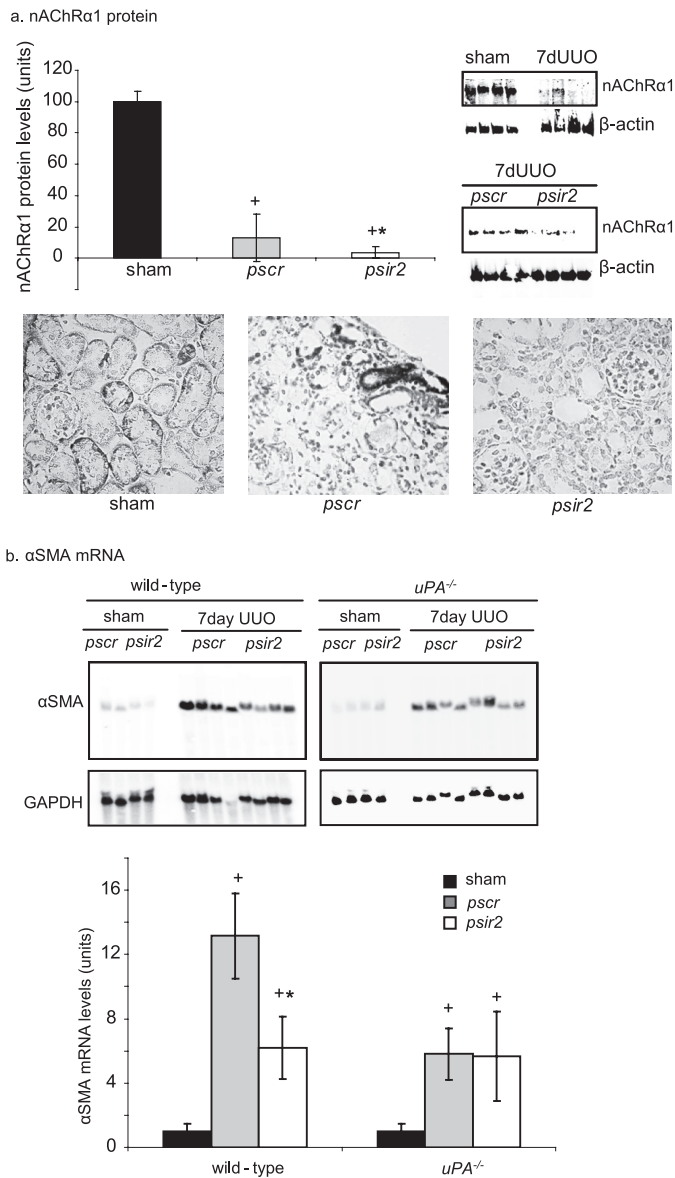 a. nAChRα1 protein
nAChRα1 protein levels (units)
120
100
80
60
40
20
0
+
+*
sham
pscr
psir2
sham 7dUUO
nAChRα1
β-actin
7dUUO
pscr psir2
nAChRα1
β-actin
sham
pscr
psir2
b. αSMA mRNA
wild-type uPA-/-
sham 7day UUO sham 7day UUO
pscr psir2 pscr psir2 pscr psir2 pscr psir2
αSMA
GAPDH
αSMA mRNA levels (units)
16
12
8
4
0
+
+*
+
+
sham
pscr
psir2
wild-type
uPA-/-